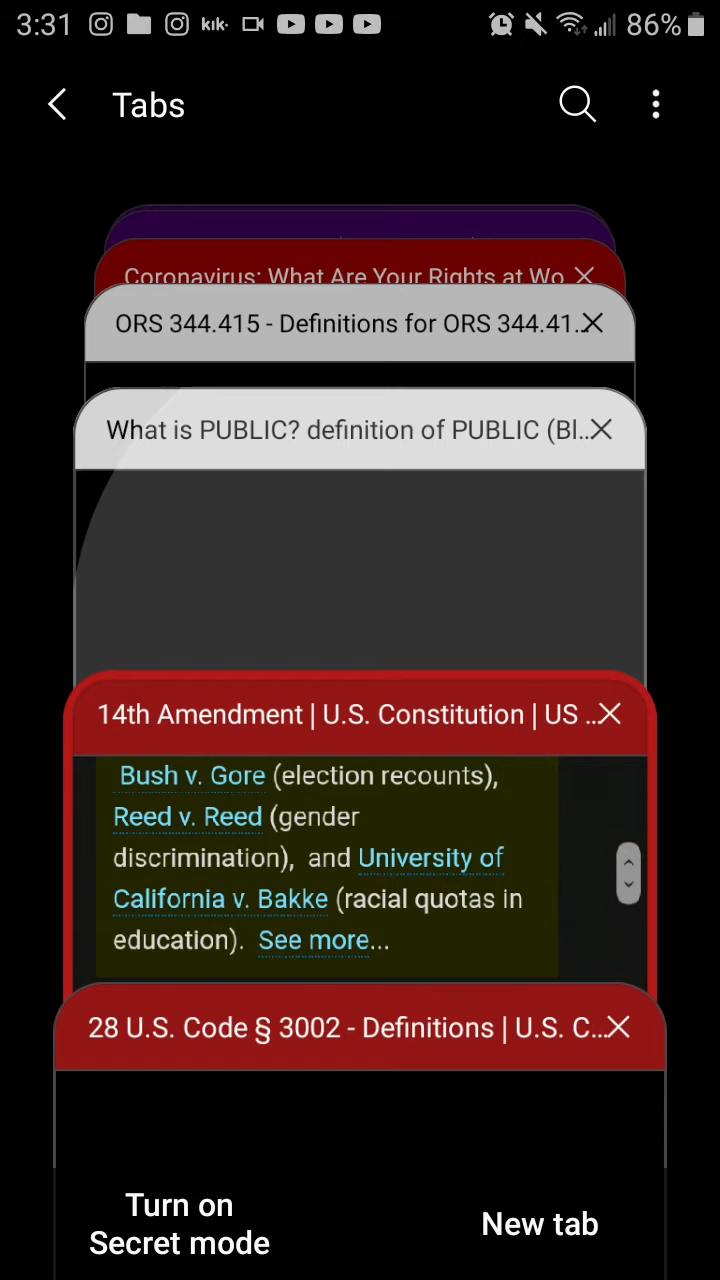 3:31 kik· 86%
Tabs
Coronavirus: What Are Your Rights at Wo
ORS 344.415 - Definitions for ORS 344.41...
What is PUBLIC? definition of PUBLIC (Bl...
14th Amendment | U.S. Constitution | US ...
Bush v. Gore (election recounts),
Reed v. Reed (gender
discrimination), and University of
California v. Bakke (racial quotas in
education). See more...
28 U.S. Code § 3002 - Definitions | U.S. C...
Turn on
Secret mode
New tab